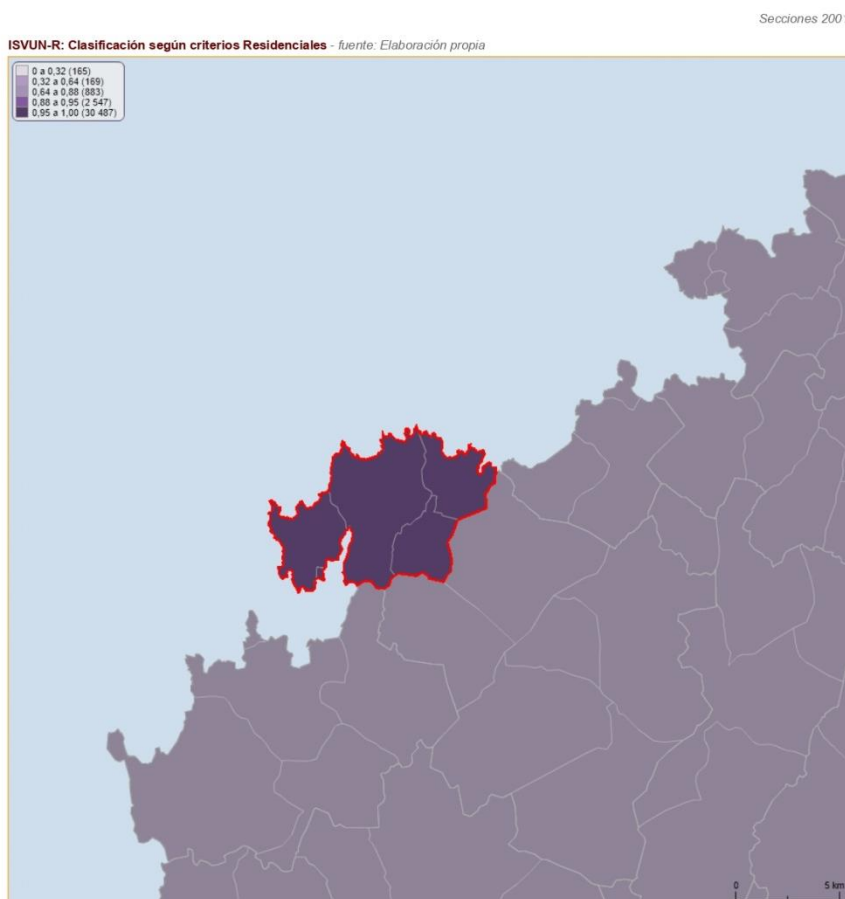 Secciones 2001
ISVUN-R: Clasificación según criterios Residenciales - fuente: Elaboración propia
0 a 0,32 (165)
0,32 a 0,64 (169)
0,64 a 0,88 (883)
0,88 a 0,95 (2 547)
0,95 a 1,00 (30 487)
0 5 km